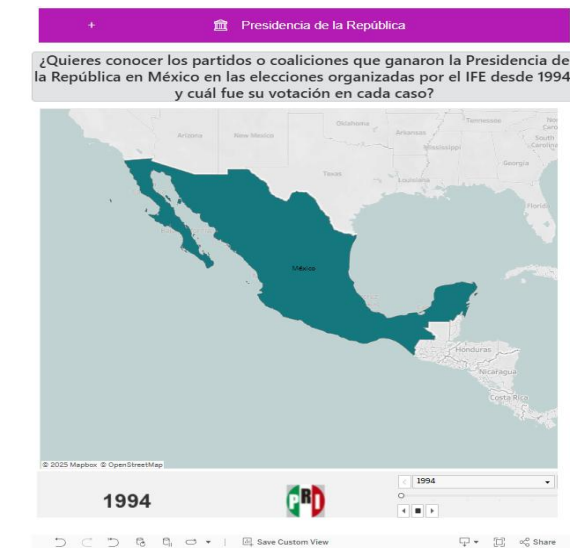 + Presidencia de la República
¿Quieres conocer los partidos o coaliciones que ganaron la Presidencia de
la República en México en las elecciones organizadas por el IFE desde 1994
y cuál fue su votación en cada caso?
Oklahoma
Tennessee
Arizona
New Mexico
Arkansas
South
Carolina
Mississippi
Georgia
Texas
Louisiana
Florida
México
Honduras
Nicaragua
Costa Rica
© 2025 Mapbox © OpenStreetMap
1994
PRI
1994
Save Custom View
Share